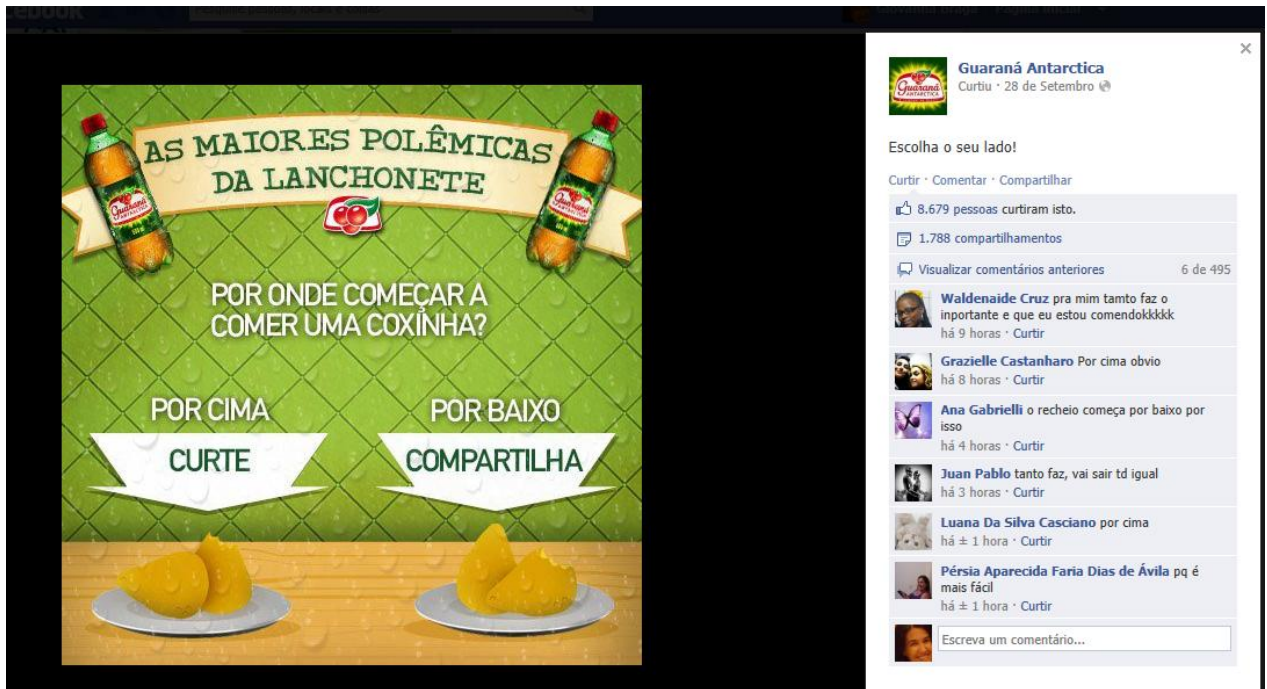 AS MAIORES POLÊMICAS
DA LANCHONETE
POR ONDE COMEÇAR A
COMER UMA COXINHA?
POR CIMA
CURTE
POR BAIXO
COMPARTILHA
Guaraná
ANTARCTICA
Guaraná Antarctica
Curtiu · 28 de Setembro
Escolha o seu lado!
Curtir · Comentar · Compartilhar
8.679 pessoas curtiram isto.
1.788 compartilhamentos
Visualizar comentários anteriores 6 de 495
Waldenaide Cruz pra mim tamto faz o
inportante e que eu estou comendokkkkk
há 9 horas · Curtir
Grazielle Castanharo Por cima obvio
há 8 horas · Curtir
Ana Gabrielli o recheio começa por baixo por
isso
há 4 horas · Curtir
Juan Pablo tanto faz, vai sair td igual
há 3 horas · Curtir
Luana Da Silva Casciano por cima
há ± 1 hora · Curtir
Pérsia Aparecida Faria Dias de Ávila pq é
mais fácil
há ± 1 hora · Curtir
Escreva um comentário...